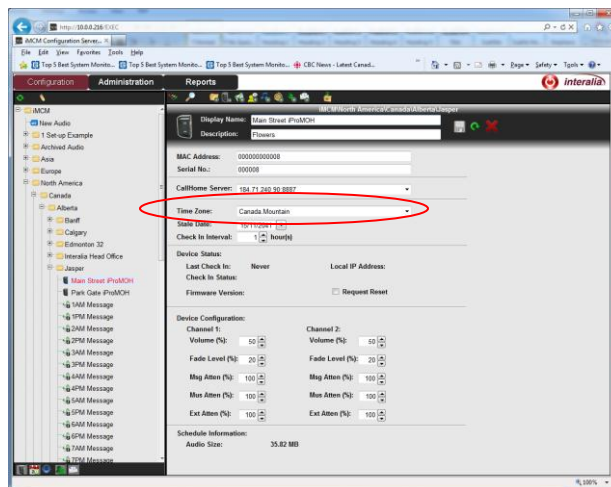 http://10.0.0.216/EXEC
iMCM Configuration Server...
File Edit View Favorites Tools Help
Top 5 Best System Monito... Top 5 Best System Monito... Top 5 Best System Monito... CBC News - Latest Canad...
Page Safety Tools
Configuration Administration Reports interalia
iMCM\North America\Canada\Alberta\Jasper
iMCM
New Audio
1 Set-up Example
Archived Audio
Asia
Europe
North America
Canada
Alberta
Banff
Calgary
Edmonton 32
Interalia Head Office
Jasper
Main Street iProMOH
Park Gate iProMOH
1AM Message
1PM Message
2AM Message
2PM Message
3AM Message
3PM Message
4AM Message
4PM Message
5AM Message
5PM Message
6AM Message
6PM Message
7AM Message
7PM Message
Display Name: Main Street iProMOH
Description: Flowers
MAC Address: 000000000008
Serial No.: 000008
CallHome Server: 184.71.240.90:8887
Time Zone: Canada.Mountain
Stale Date:
Check In Interval: 1 hour(s)
Device Status:
Last Check In: Never Local IP Address:
Check In Status:
Firmware Version: Request Reset
Device Configuration:
Channel 1: Channel 2:
Volume (%): 50 Volume (%): 50
Fade Level (%): 20 Fade Level (%): 20
Msg Atten (%): 100 Msg Atten (%): 100
Mus Atten (%): 100 Mus Atten (%): 100
Ext Atten (%): 100 Ext Atten (%): 100
Schedule Information:
Audio Size: 35.82 MB
100%